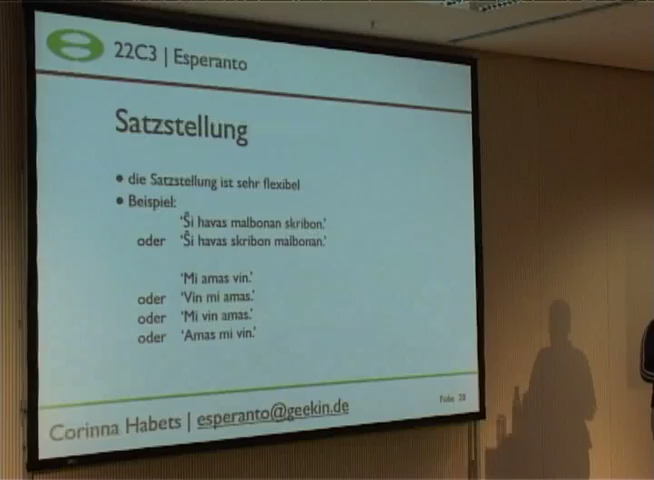 22C3 | Esperanto
Satzstellung
• die Satzstellung ist sehr flexibel
• Beispiel:
'Ŝi havas malbonan skribon.'
oder 'Ŝi havas skribon malbonan.'
'Mi amas vin.'
oder 'Vin mi amas.'
oder 'Mi vin amas.'
oder 'Amas mi vin.'
Corinna Habets | esperanto@geekin.de
Folie 28